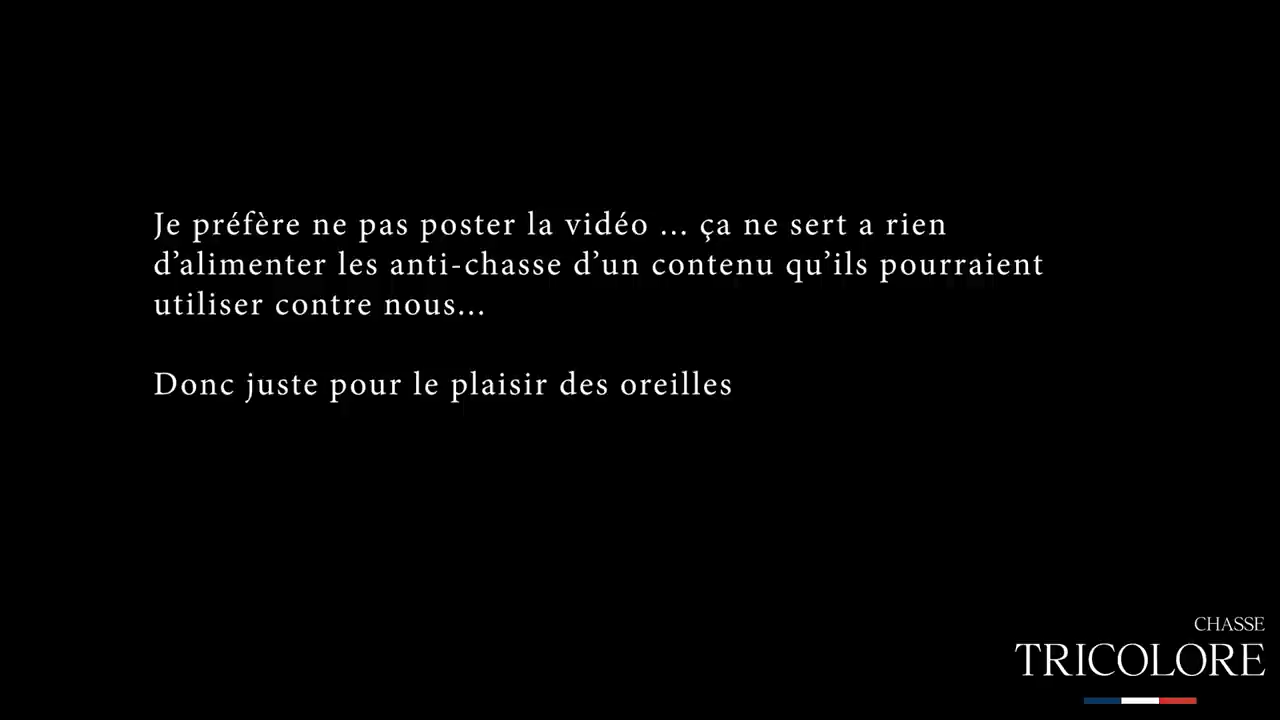 Je préfère ne pas poster la vidéo ... ça ne sert a rien
d’alimenter les anti-chasse d’un contenu qu’ils pourraient
utiliser contre nous...
Donc juste pour le plaisir des oreilles
CHASSE
TRICOLORE